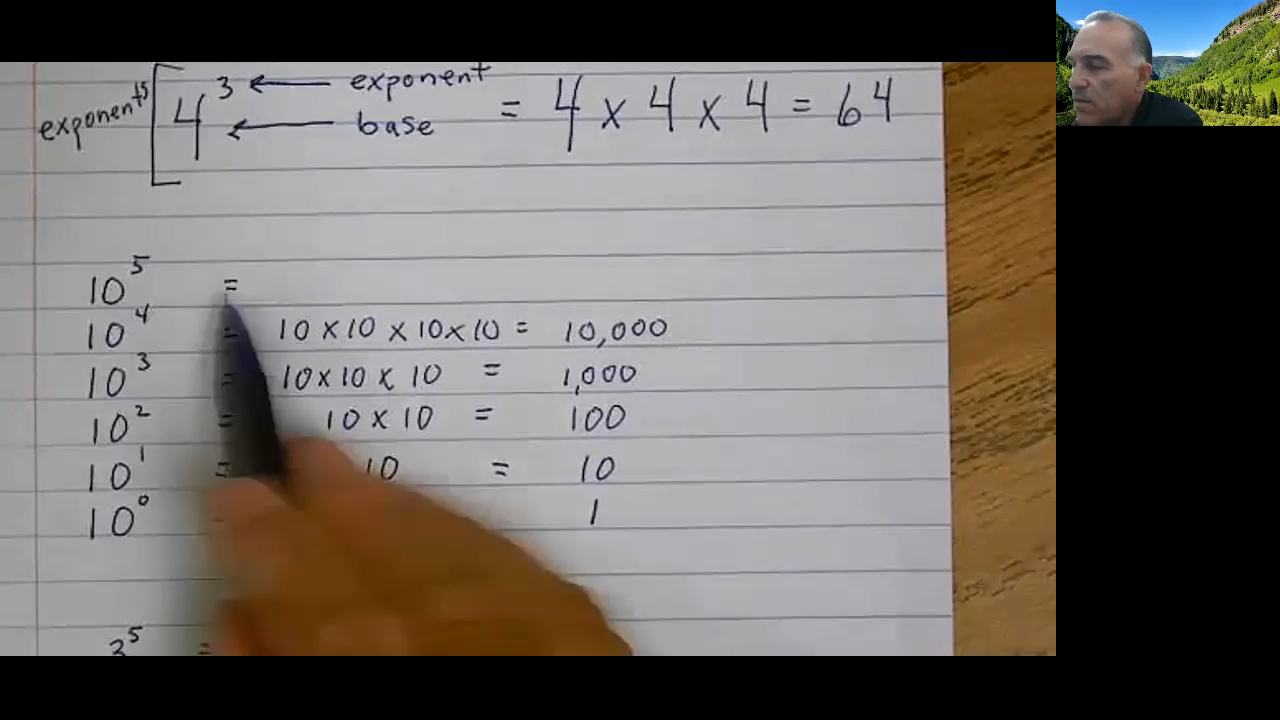 exponents [ 4³ ← exponent
← base = 4 x 4 x 4 = 64
10⁵ =
10⁴ = 10 x 10 x 10 x 10 = 10,000
10³ = 10 x 10 x 10 = 1,000
10² = 10 x 10 = 100
10¹ = 10 = 10
10⁰ = 1
3⁵ =